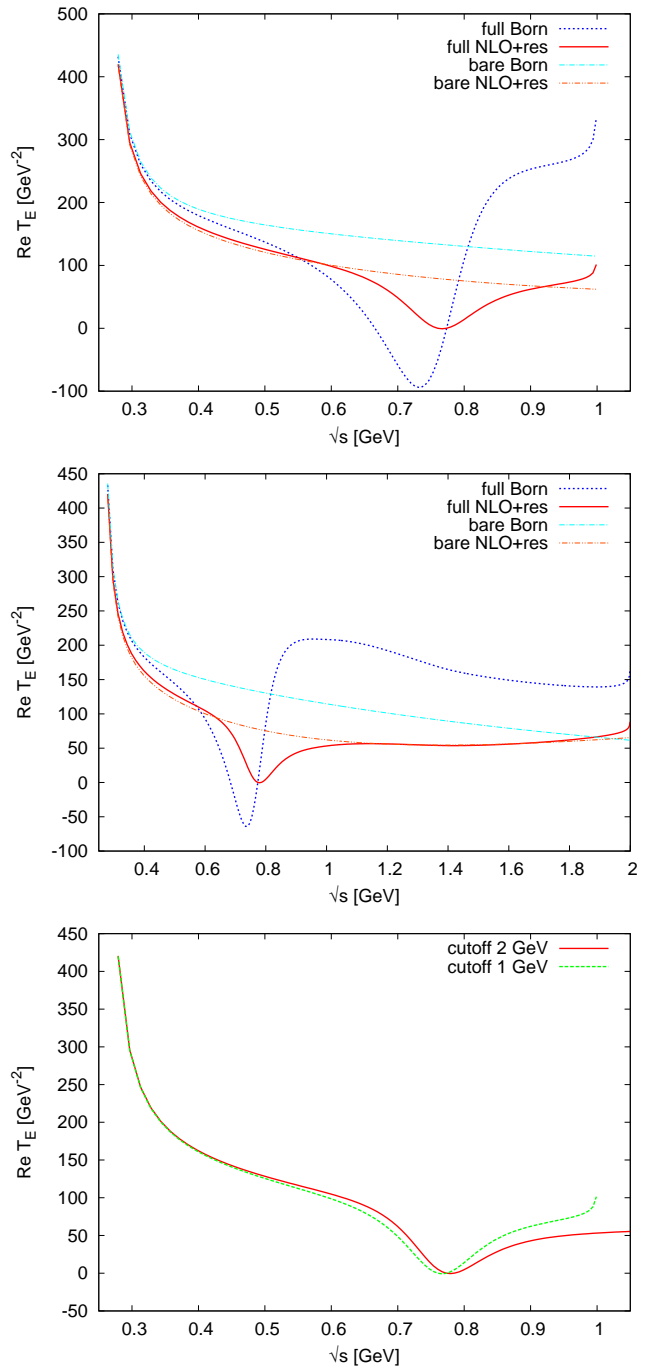 full Born
full NLO+res
bare Born
bare NLO+res
500
400
300
200
100
0
-100
Re T_E [GeV^-2]
0.3 0.4 0.5 0.6 0.7 0.8 0.9 1
√s [GeV]
full Born
full NLO+res
bare Born
bare NLO+res
450
400
350
300
250
200
150
100
50
0
-50
-100
Re T_E [GeV^-2]
0.4 0.6 0.8 1 1.2 1.4 1.6 1.8 2
√s [GeV]
cutoff 2 GeV
cutoff 1 GeV
450
400
350
300
250
200
150
100
50
0
-50
Re T_E [GeV^-2]
0.3 0.4 0.5 0.6 0.7 0.8 0.9 1
√s [GeV]